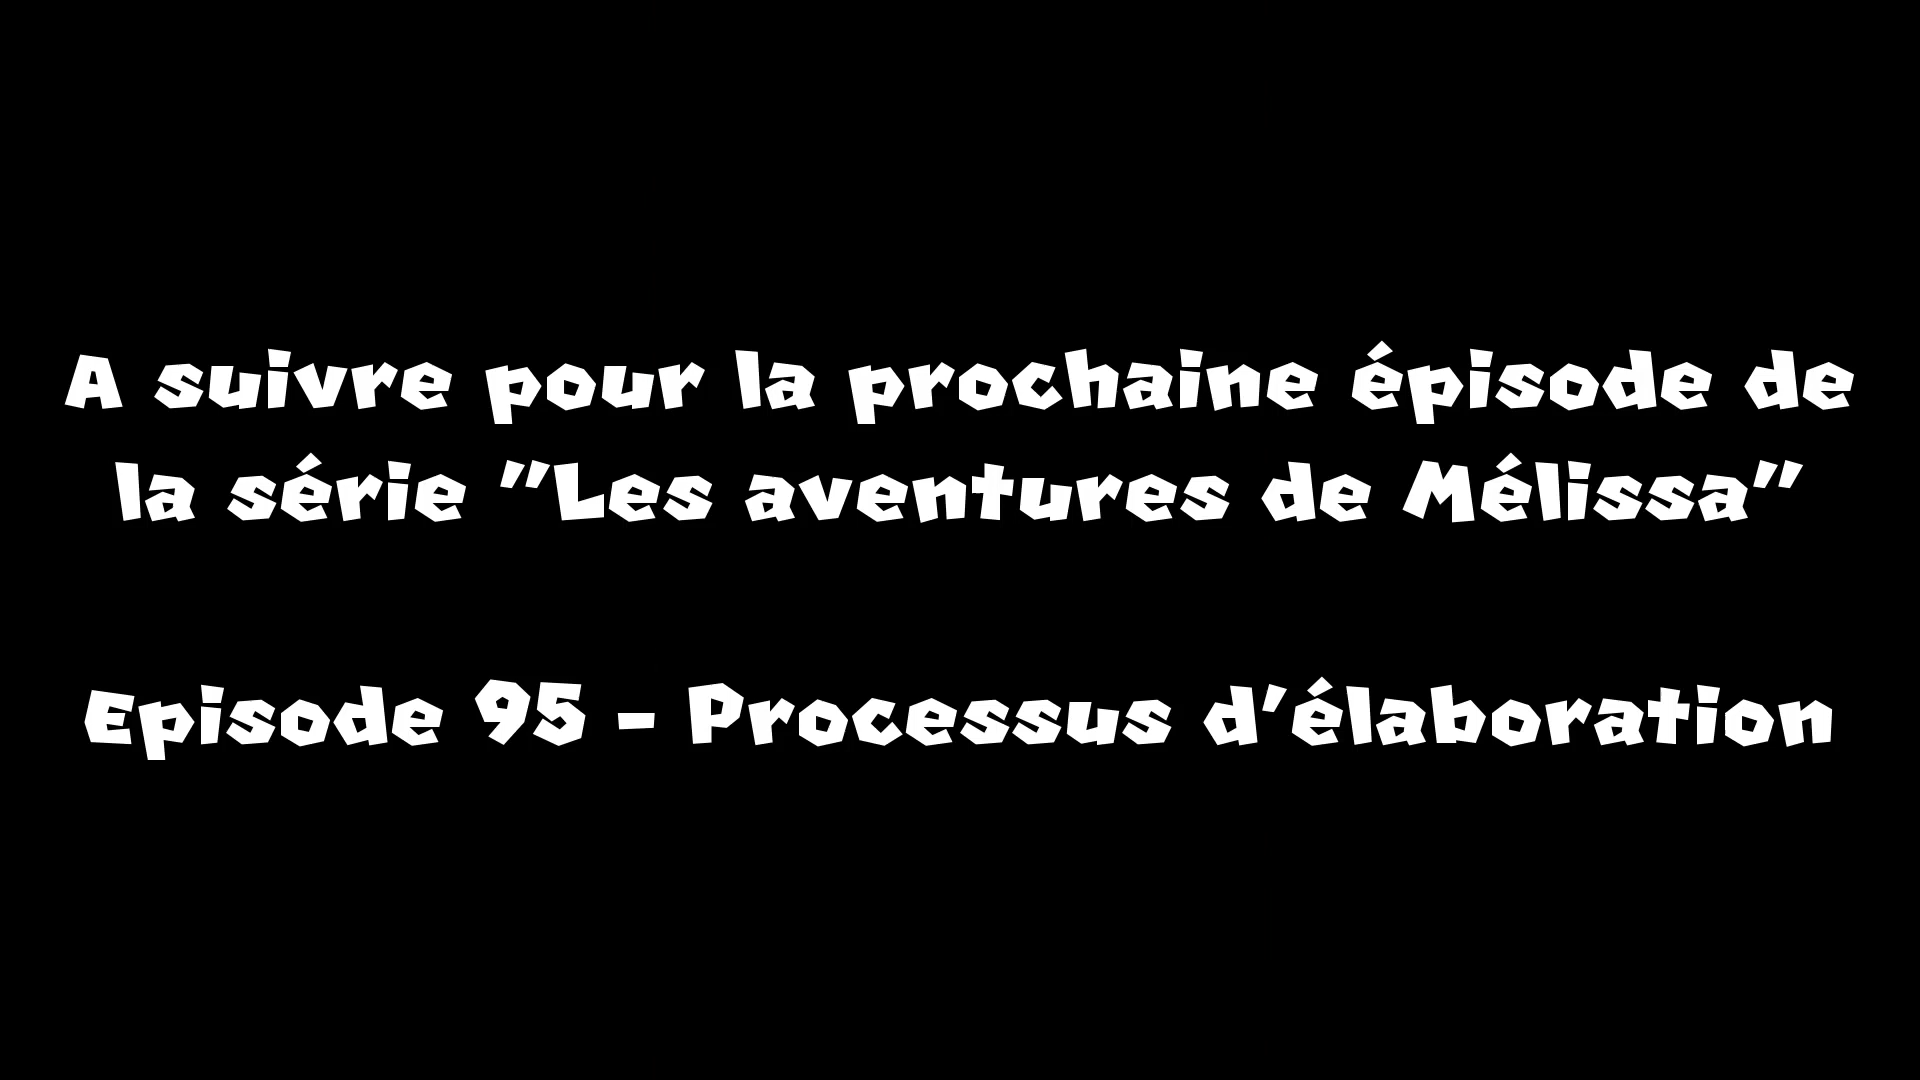 A suivre pour la prochaine épisode de
la série "Les aventures de Mélissa"
Episode 95 - Processus d'élaboration